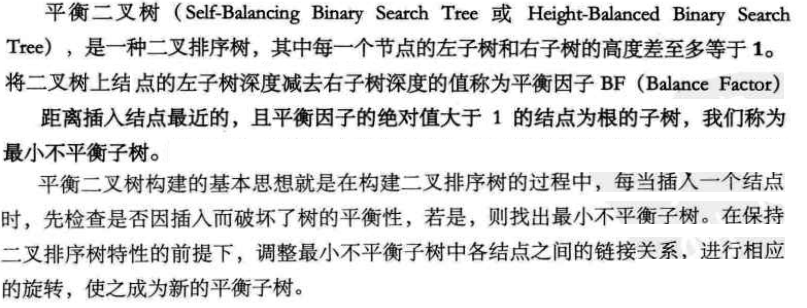 平衡二叉树(Self-Balancing Binary Search Tree 或 Height-Balanced Binary Search
Tree),是一种二叉排序树,其中每一个节点的左子树和右子树的高度差至多等于 1。
将二叉树上结点的左子树深度减去右子树深度的值称为平衡因子 BF(Balance Factor)
距离插入结点最近的,且平衡因子的绝对值大于 1 的结点为根的子树,我们称为
最小不平衡子树。
平衡二叉树构建的基本思想就是在构建二叉排序树的过程中,每当插入一个结点
时,先检查是否因插入而破坏了树的平衡性,若是,则找出最小不平衡子树。在保持
二叉排序树特性的前提下,调整最小不平衡子树中各结点之间的链接关系,进行相应
的旋转,使之成为新的平衡子树。